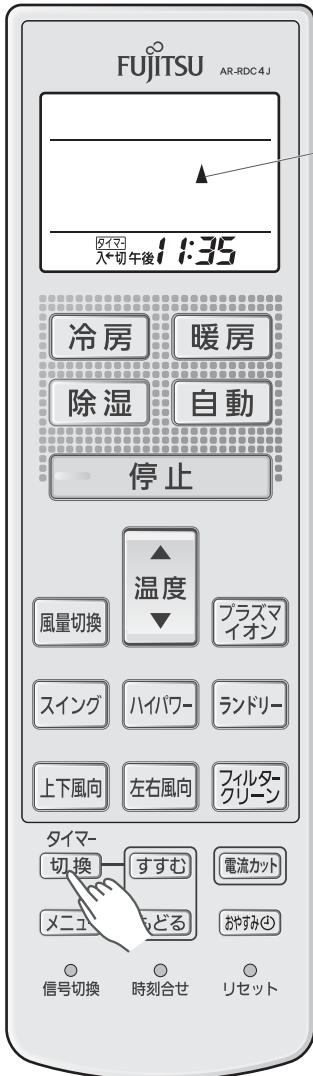 FUJITSU AR-RDC4J
タイマー
入←切 午後11:35
冷房 暖房
除湿 自動
停止
温度
風量切換 プラズマイオン
スイング ハイパワー ランドリー
上下風向 左右風向 フィルタークリーン
タイマー
切換 すすむ 電流カット
メニュ どる おやすみ
信号切換 時刻合せ リセット